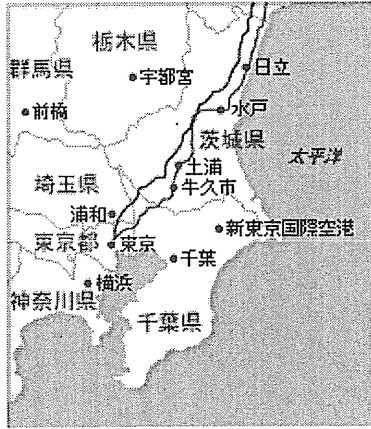 栃木県
群馬県
宇都宮
日立
前橋
水戸
茨城県
太平洋
土浦
牛久市
埼玉県
浦和
新東京国際空港
東京都
東京
千葉
横浜
神奈川県
千葉県